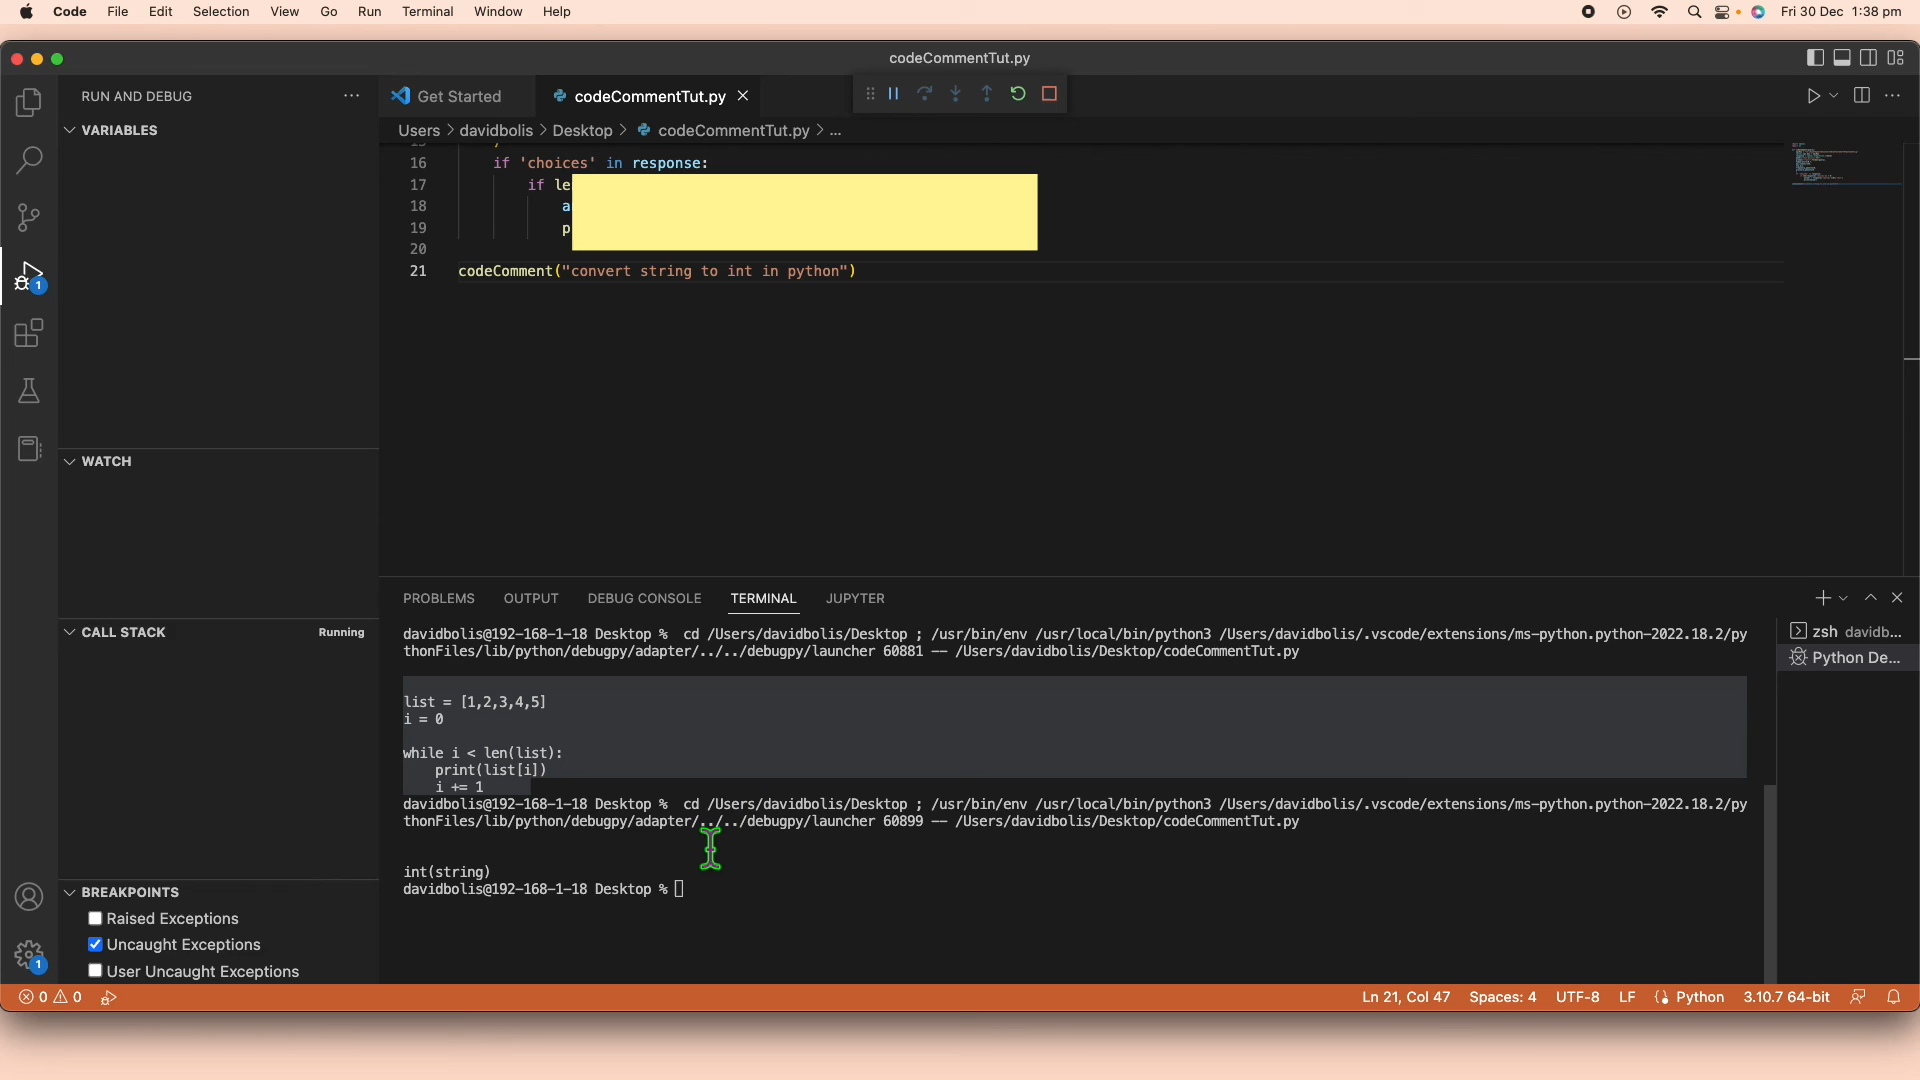 Code File Edit Selection View Go Run Terminal Window Help Fri 30 Dec 1:38 pm
codeCommentTut.py
RUN AND DEBUG
Get Started codeCommentTut.py
VARIABLES
Users > davidbolis > Desktop > codeCommentTut.py > ...
16 if 'choices' in response:
17 if le
18 a
19 p
20
21 codeComment("convert string to int in python")
WATCH
CALL STACK Running
PROBLEMS OUTPUT DEBUG CONSOLE TERMINAL JUPYTER
davidbolis@192-168-1-18 Desktop % cd /Users/davidbolis/Desktop ; /usr/bin/env /usr/local/bin/python3 /Users/davidbolis/.vscode/extensions/ms-python.python-2022.18.2/py
thonFiles/lib/python/debugpy/adapter/../../debugpy/launcher 60881 -- /Users/davidbolis/Desktop/codeCommentTut.py
list = [1,2,3,4,5]
i = 0
while i < len(list):
print(list[i])
i += 1
davidbolis@192-168-1-18 Desktop % cd /Users/davidbolis/Desktop ; /usr/bin/env /usr/local/bin/python3 /Users/davidbolis/.vscode/extensions/ms-python.python-2022.18.2/py
thonFiles/lib/python/debugpy/adapter/../../debugpy/launcher 60899 -- /Users/davidbolis/Desktop/codeCommentTut.py
int(string)
davidbolis@192-168-1-18 Desktop %
zsh davidb...
Python De...
BREAKPOINTS
Raised Exceptions
Uncaught Exceptions
User Uncaught Exceptions
1
1
0 0 Ln 21, Col 47 Spaces: 4 UTF-8 LF Python 3.10.7 64-bit